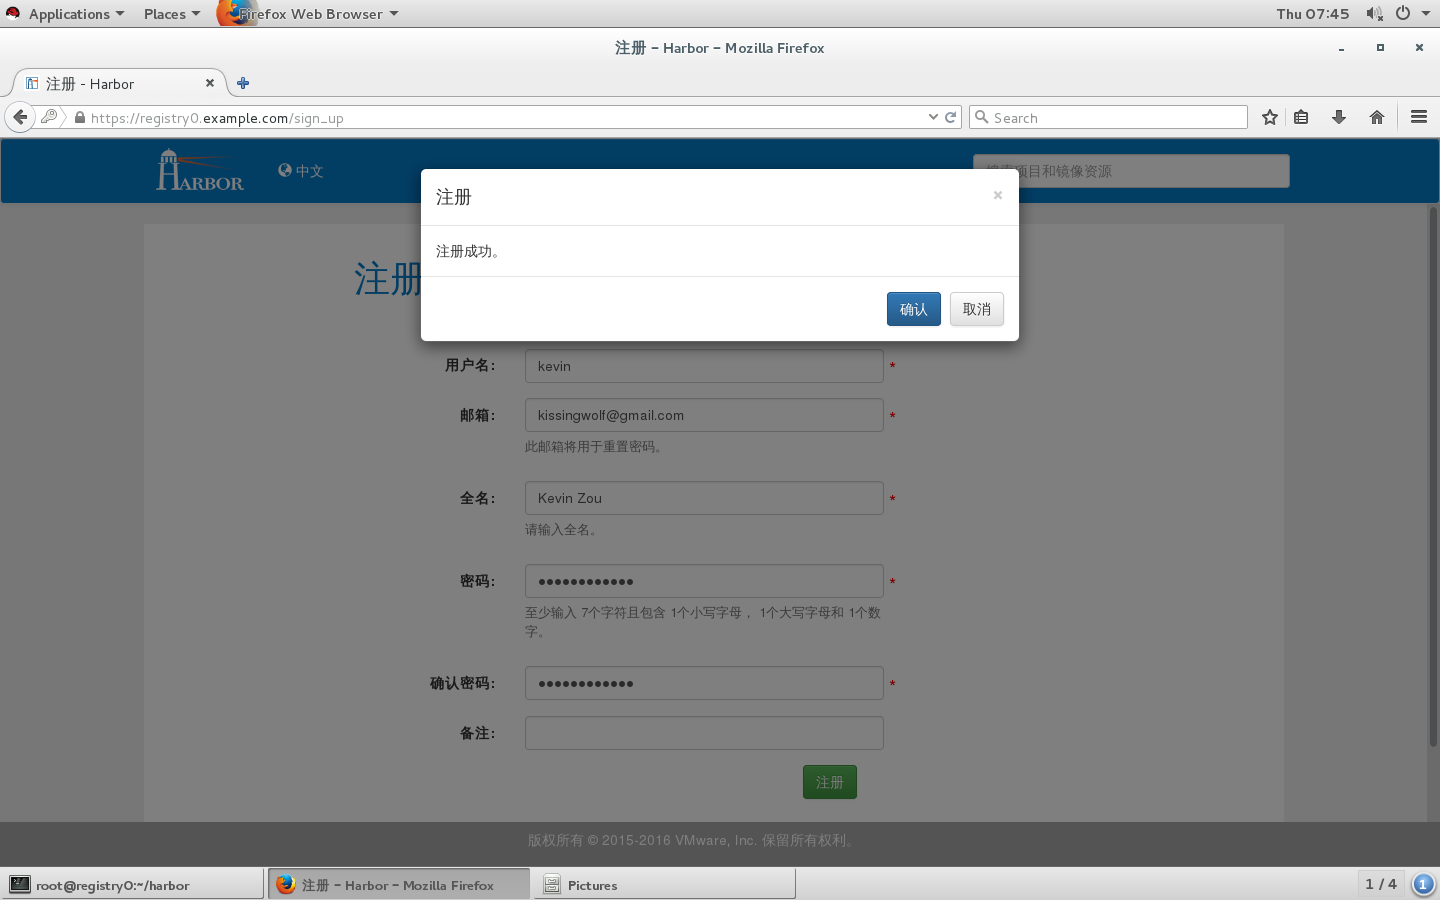 Applications Places Firefox Web Browser Thu 07:45
注册 - Harbor - Mozilla Firefox
注册 - Harbor
https://registry0.example.com/sign_up Search
HARBOR 中文 搜索项目和镜像资源
注册 ×
注册成功。
确认 取消
注册
用户名: kevin *
邮箱: kissingwolf@gmail.com *
此邮箱将用于重置密码。
全名: Kevin Zou *
请输入全名。
密码: ●●●●●●●●●●●● *
至少输入 7个字符且包含 1个小写字母， 1个大写字母和 1个数
字。
确认密码: ●●●●●●●●●●●● *
备注:
注册
版权所有 © 2015-2016 VMware, Inc. 保留所有权利。
root@registry0:~/harbor 注册 - Harbor - Mozilla Firefox Pictures 1 / 4 1